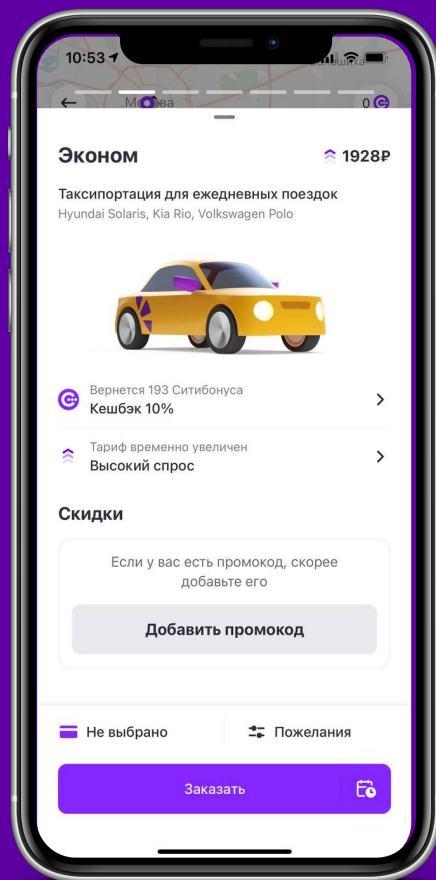 10:53
Москва
0
Эконом
1928₽
Таксипортация для ежедневных поездок
Hyundai Solaris, Kia Rio, Volkswagen Polo
Вернется 193 Ситибонуса
Кешбэк 10%
Тариф временно увеличен
Высокий спрос
Скидки
Если у вас есть промокод, скорее
добавьте его
Добавить промокод
Не выбрано
Пожелания
Заказать